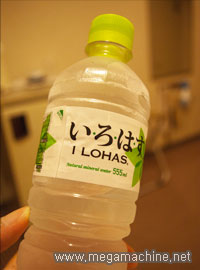 い・ろ・は・す
I LOHAS
Natural mineral water
555ml
www.megamachine.net